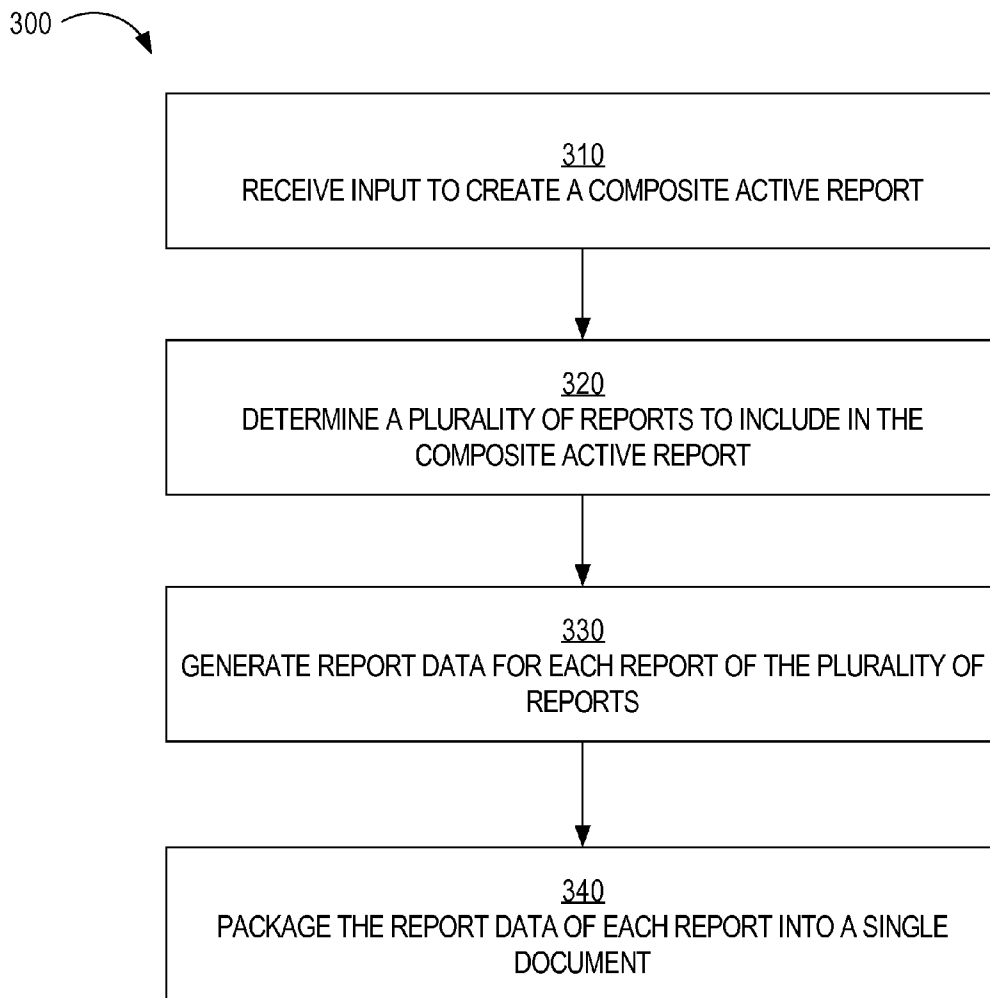 300
310
RECEIVE INPUT TO CREATE A COMPOSITE ACTIVE REPORT
320
DETERMINE A PLURALITY OF REPORTS TO INCLUDE IN THE
COMPOSITE ACTIVE REPORT
330
GENERATE REPORT DATA FOR EACH REPORT OF THE PLURALITY OF
REPORTS
340
PACKAGE THE REPORT DATA OF EACH REPORT INTO A SINGLE
DOCUMENT